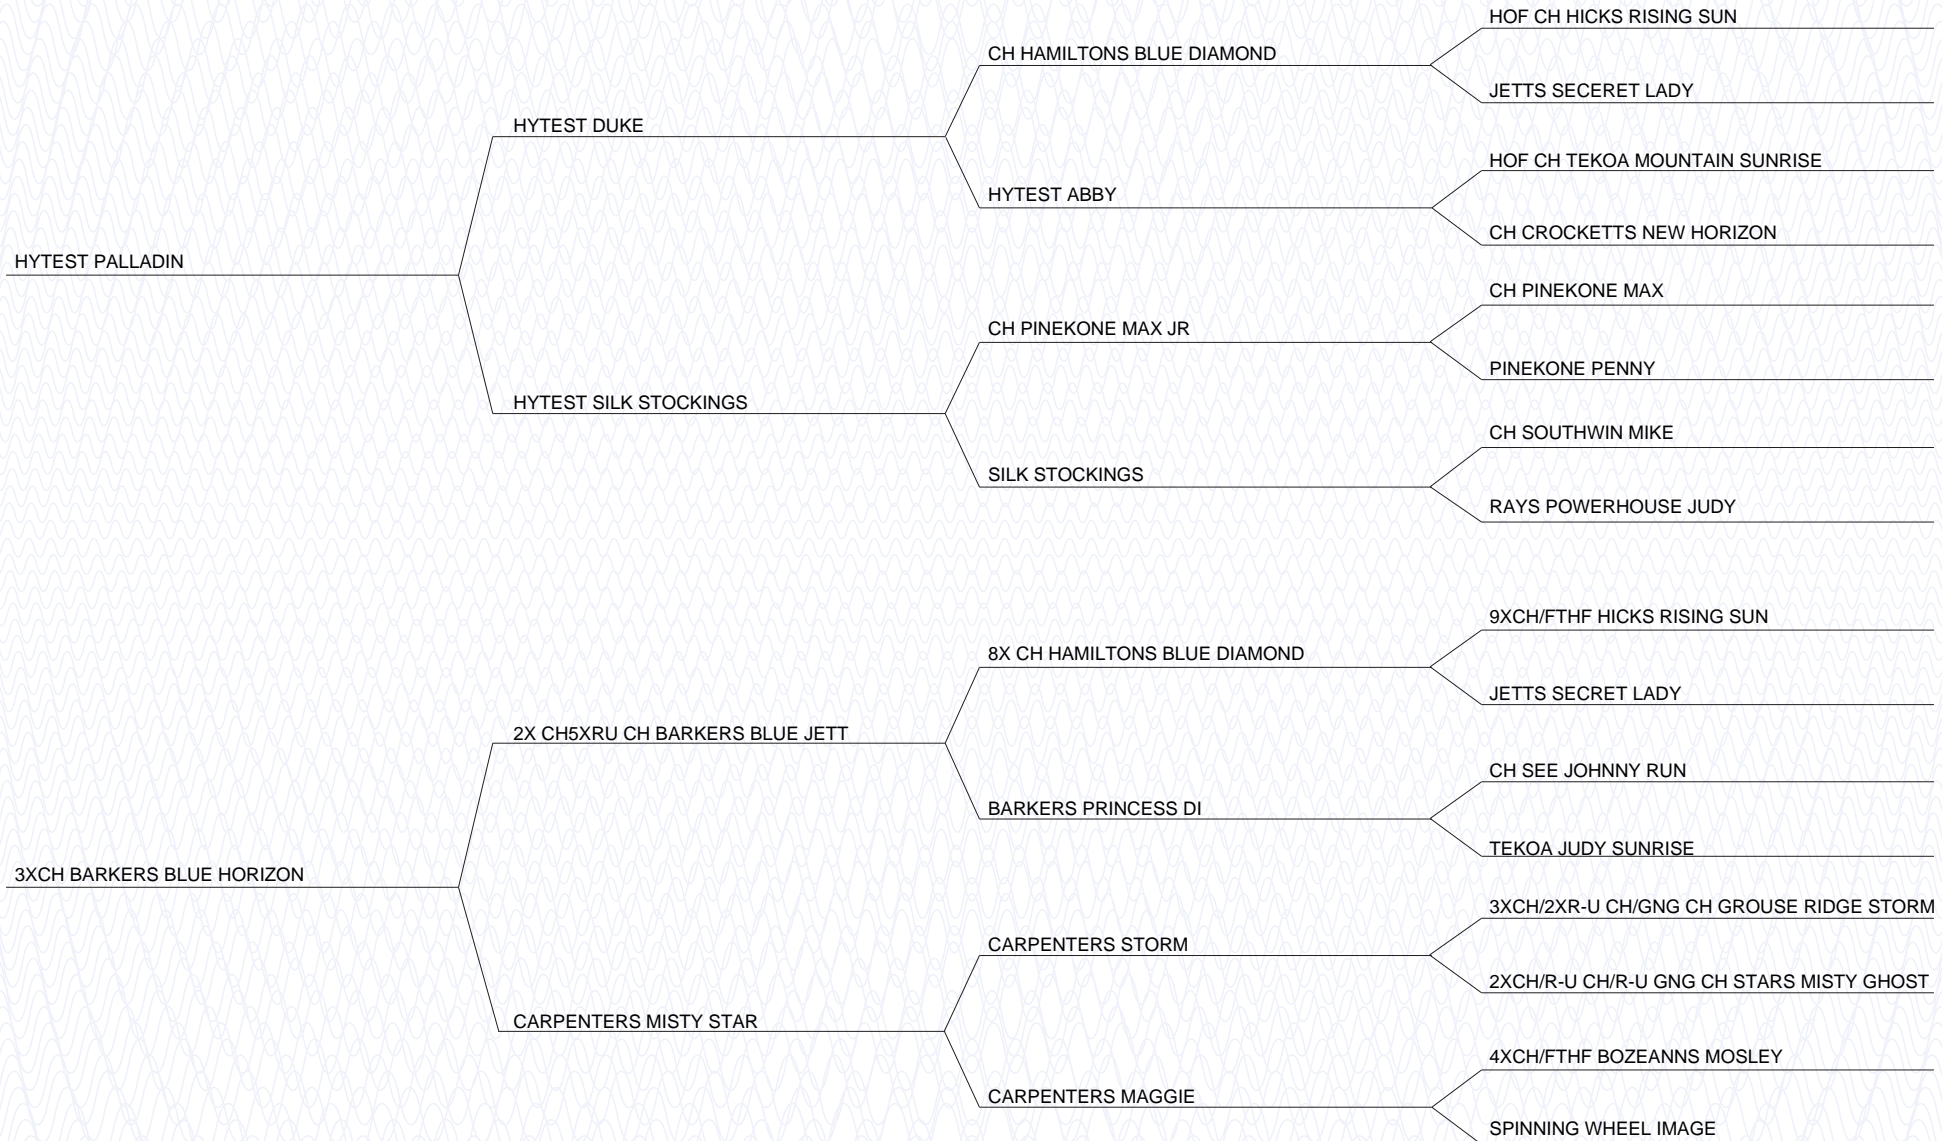 HOF CH HICKS RISING SUN
CH HAMILTONS BLUE DIAMOND
JETTS SECERET LADY
HYTEST DUKE
HOF CH TEKOA MOUNTAIN SUNRISE
HYTEST ABBY
CH CROCKETTS NEW HORIZON
HYTEST PALLADIN
CH PINEKONE MAX
CH PINEKONE MAX JR
PINEKONE PENNY
HYTEST SILK STOCKINGS
CH SOUTHWIN MIKE
SILK STOCKINGS
RAYS POWERHOUSE JUDY
9XCH/FTHF HICKS RISING SUN
8X CH HAMILTONS BLUE DIAMOND
JETTS SECRET LADY
2X CH5XRU CH BARKERS BLUE JETT
CH SEE JOHNNY RUN
BARKERS PRINCESS DI
TEKOA JUDY SUNRISE
3XCH BARKERS BLUE HORIZON
3XCH/2XR-U CH/GNG CH GROUSE RIDGE STORM
CARPENTERS STORM
2XCH/R-U CH/R-U GNG CH STARS MISTY GHOST
CARPENTERS MISTY STAR
4XCH/FTHF BOZEANNS MOSLEY
CARPENTERS MAGGIE
SPINNING WHEEL IMAGE